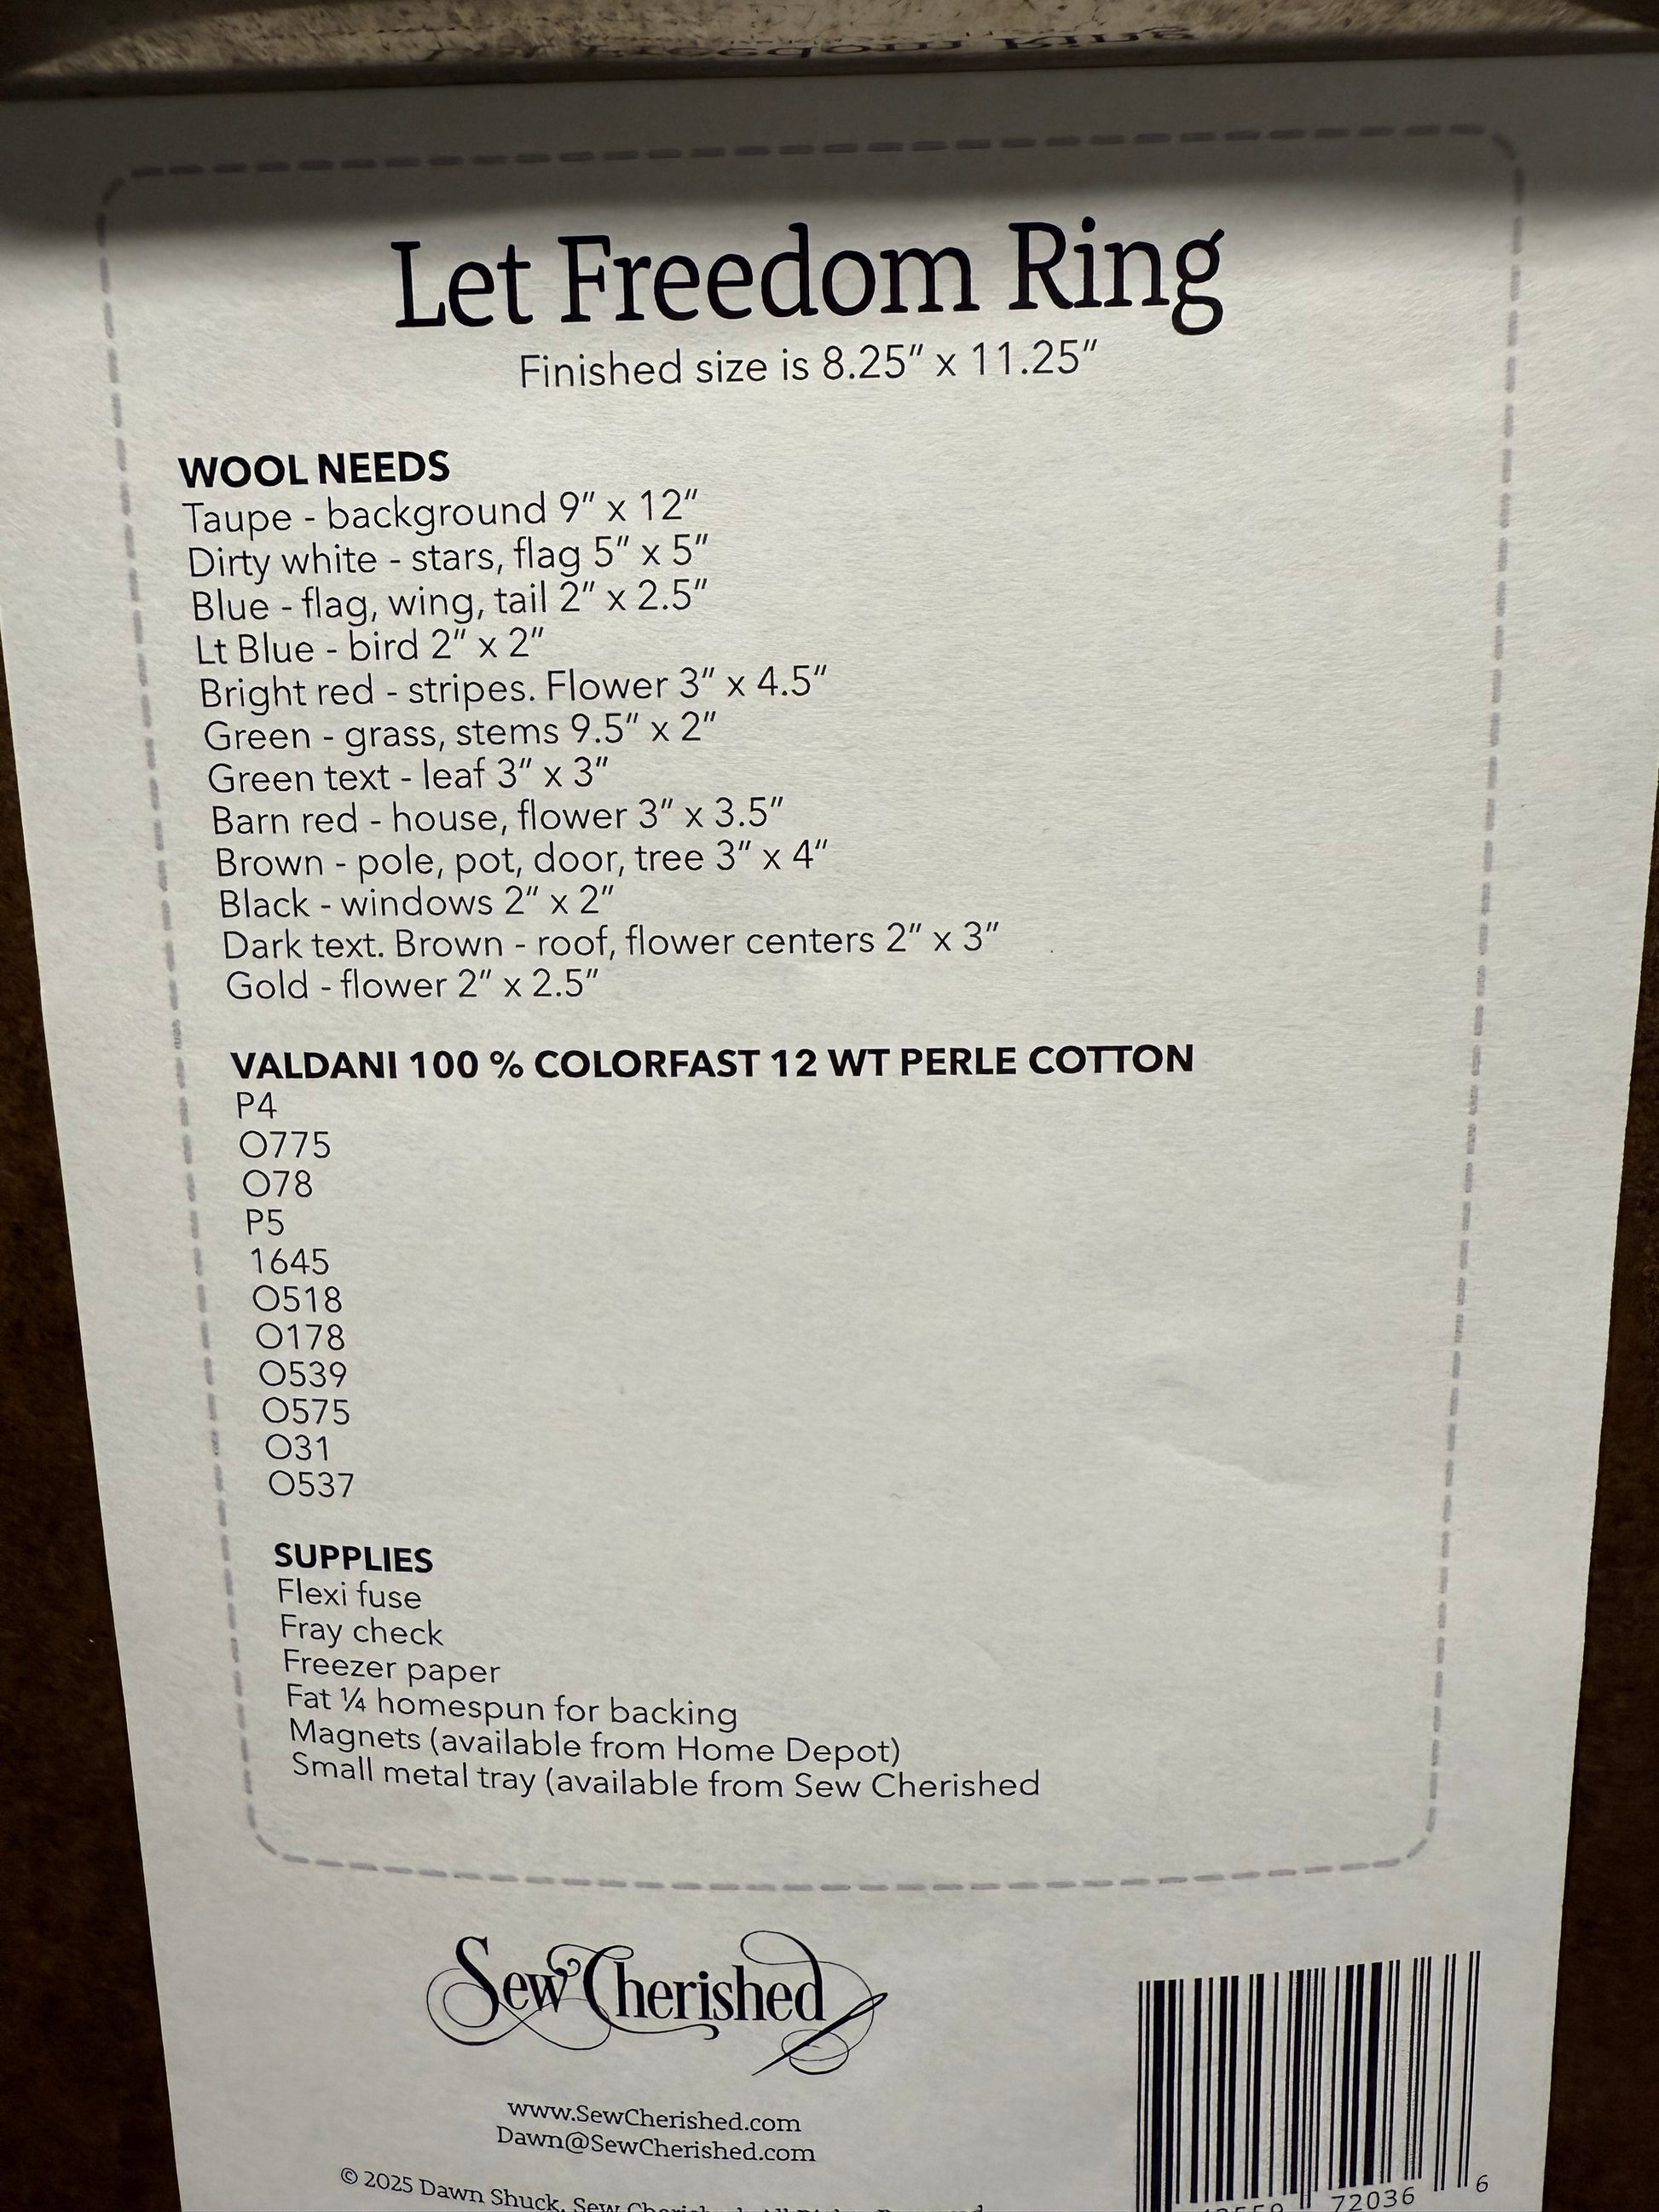 Let Freedom Ring
Finished size is 8.25" x 11.25"
WOOL NEEDS
Taupe - background 9" x 12"
Dirty white - stars, flag 5" x 5"
Blue - flag, wing, tail 2" x 2.5"
Lt Blue - bird 2" x 2"
Bright red - stripes. Flower 3" x 4.5"
Green - grass, stems 9.5" x 2"
Green text - leaf 3" x 3"
Barn red - house, flower 3" x 3.5"
Brown - pole, pot, door, tree 3" x 4"
Black - windows 2" x 2"
Dark text. Brown - roof, flower centers 2" x 3"
Gold - flower 2" x 2.5"
VALDANI 100 % COLORFAST 12 WT PERLE COTTON
P4
O775
O78
P5
1645
O518
O178
O539
O575
O31
O537
SUPPLIES
Flexi fuse
Fray check
Freezer paper
Fat ¼ homespun for backing
Magnets (available from Home Depot)
Small metal tray (available from Sew Cherished
Sew Cherished
www.SewCherished.com
Dawn@SewCherished.com
© 2025 Dawn Shuck, Sew
72036 6